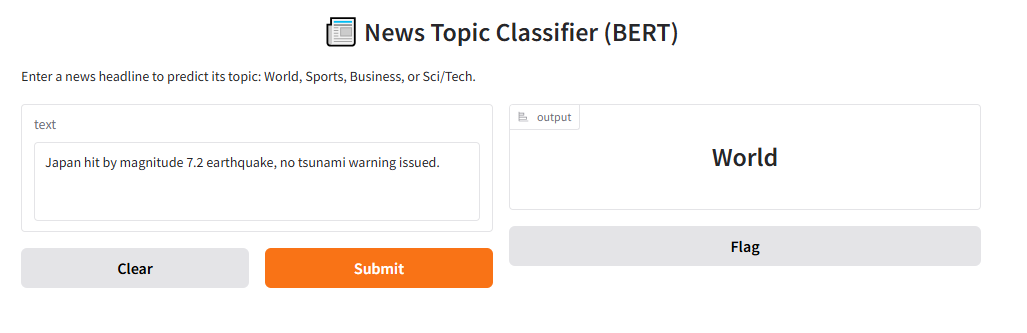 News Topic Classifier (BERT)
Enter a news headline to predict its topic: World, Sports, Business, or Sci/Tech.
text
Japan hit by magnitude 7.2 earthquake, no tsunami warning issued.
Clear
Submit
output
World
Flag